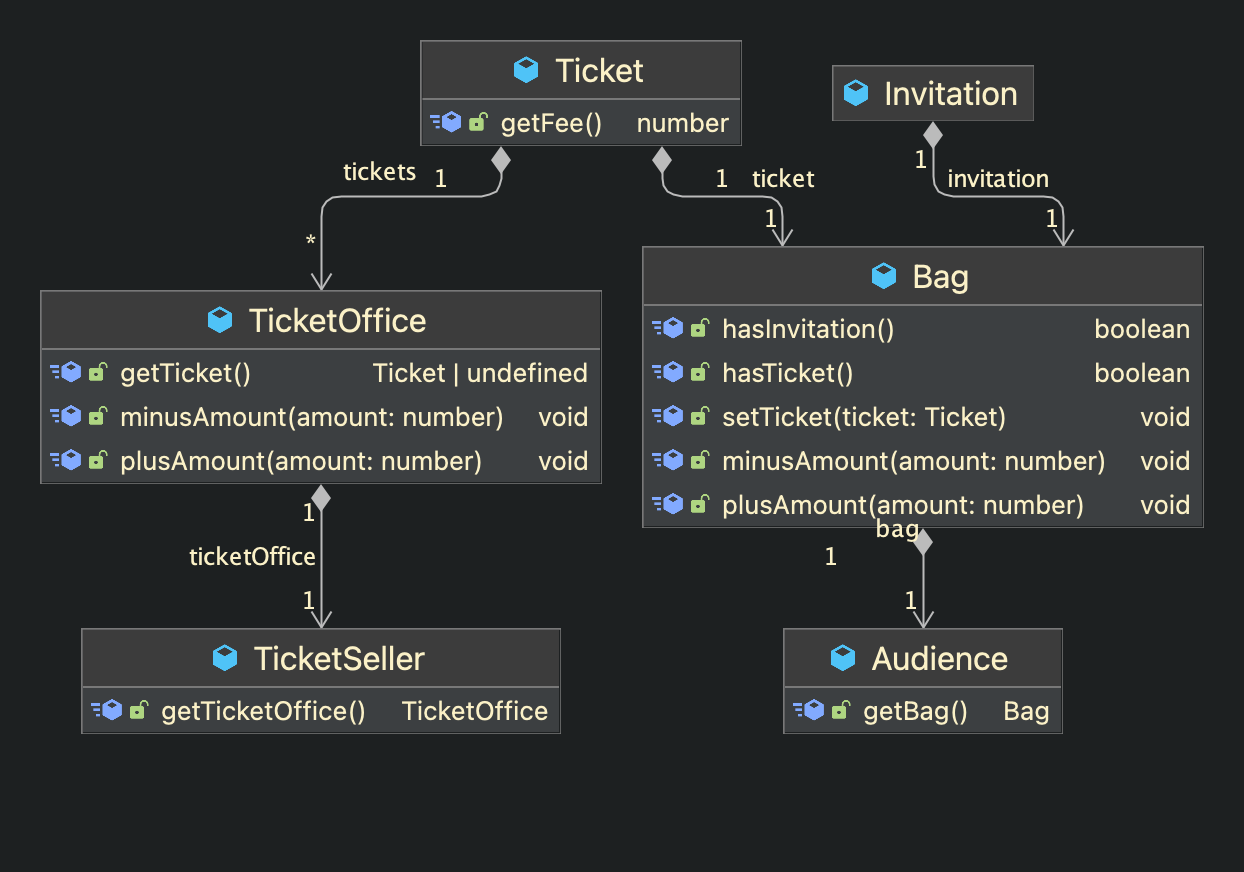 Ticket
getFee() number
Invitation
tickets 1
1 ticket
1
invitation
*
1
1
TicketOffice
getTicket() Ticket | undefined
minusAmount(amount: number) void
plusAmount(amount: number) void
Bag
hasInvitation() boolean
hasTicket() boolean
setTicket(ticket: Ticket) void
minusAmount(amount: number) void
plusAmount(amount: number) void
1
ticketOffice
1
bag
1
1
TicketSeller
getTicketOffice() TicketOffice
Audience
getBag() Bag